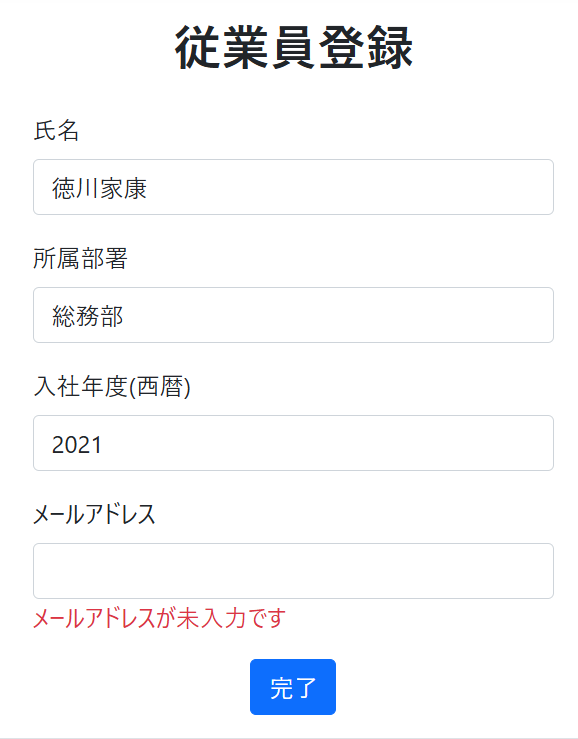 従業員登録
氏名
徳川家康
所属部署
総務部
入社年度(西暦)
2021
メールアドレス
メールアドレスが未入力です
完了